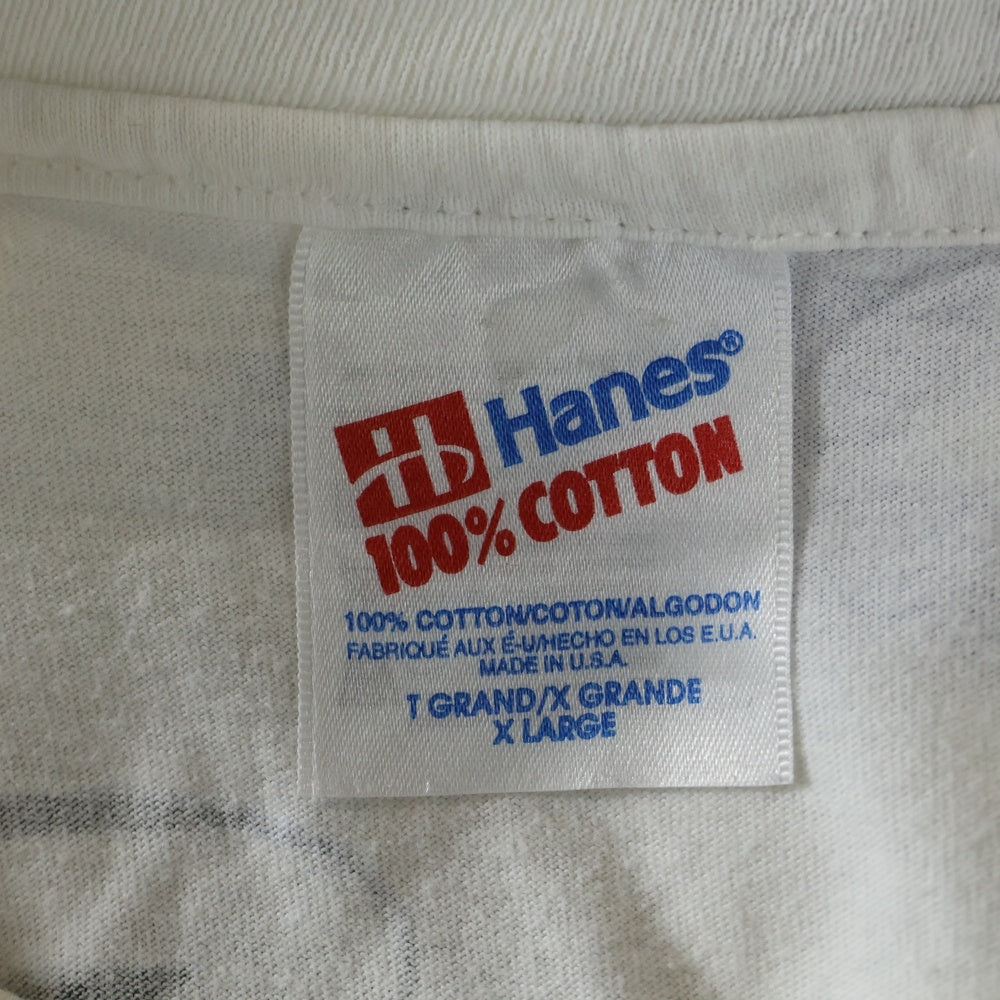 Hanes®
100% COTTON
100% COTTON/COTON/ALGODON
FABRIQUÉ AUX É-U/HECHO EN LOS E.U.A.
MADE IN U.S.A.
T GRAND/X GRANDE
X LARGE